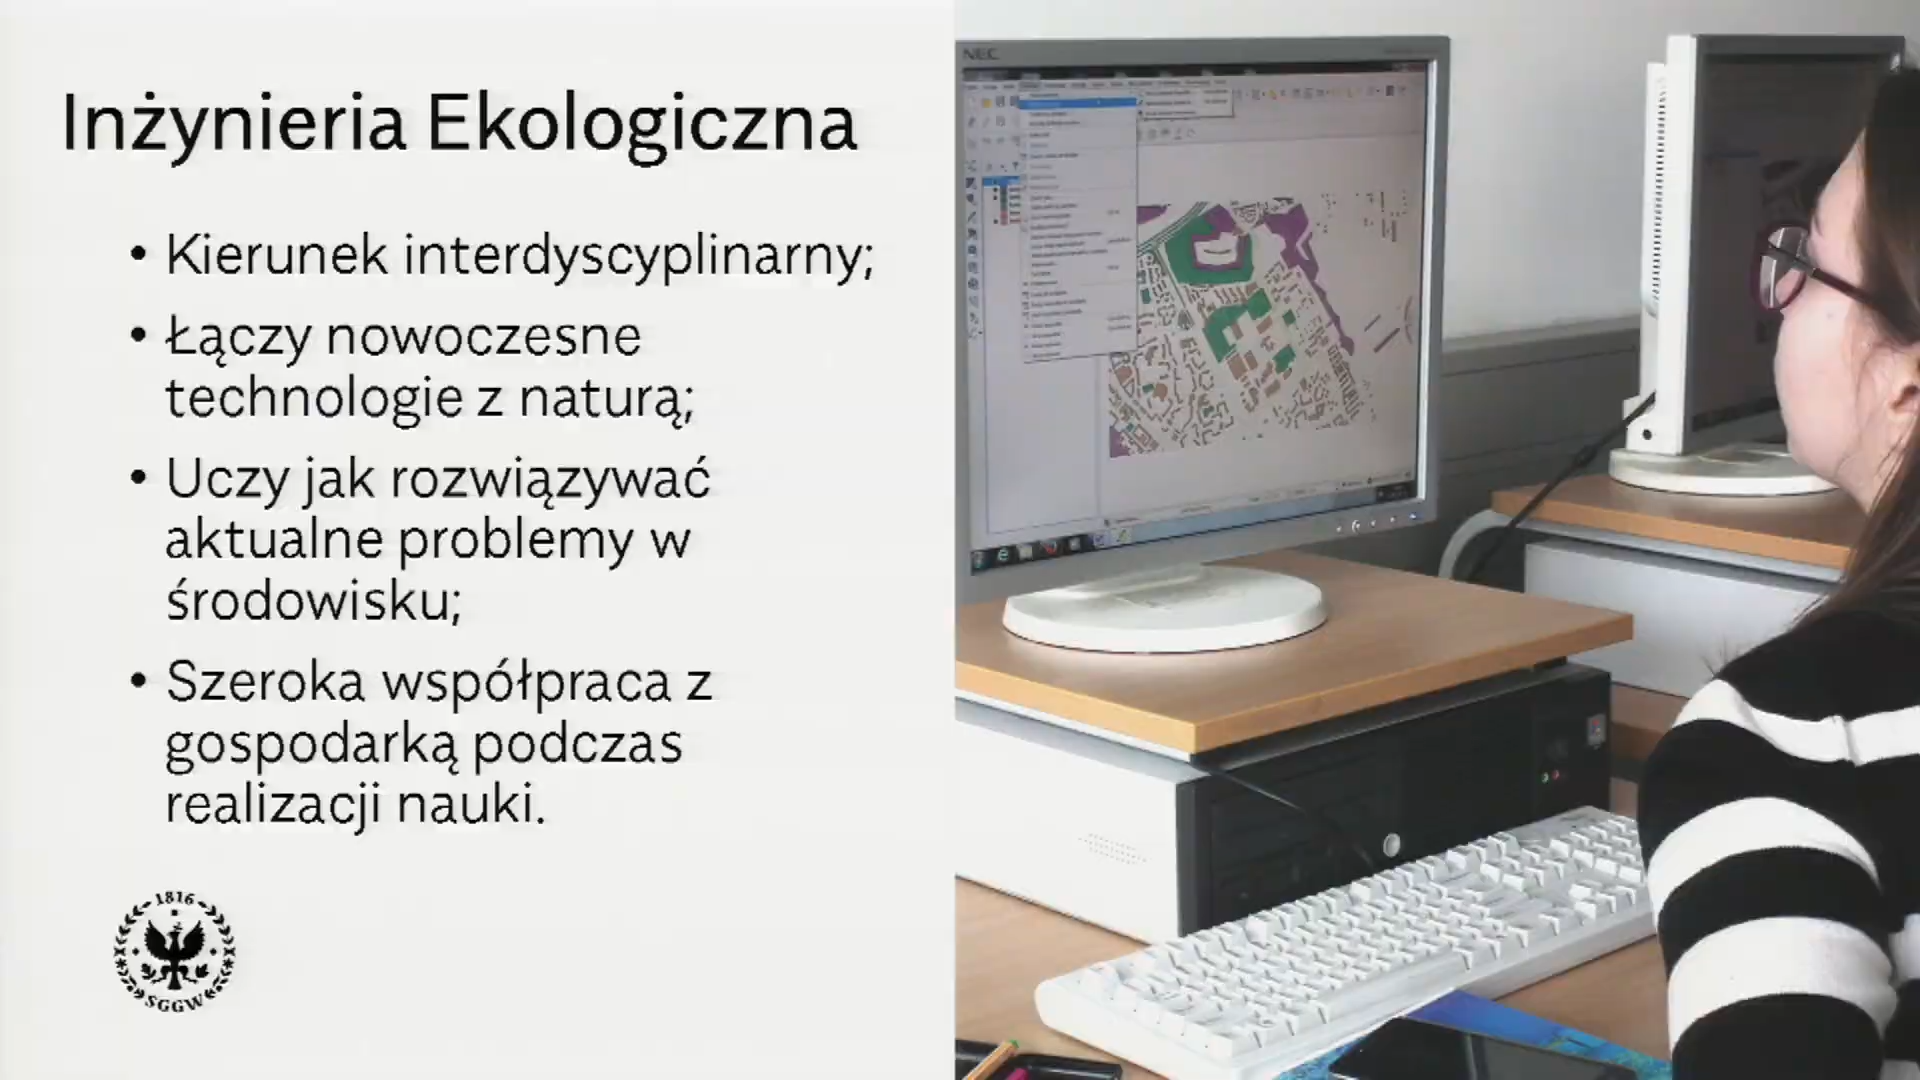 Inżynieria Ekologiczna
• Kierunek interdyscyplinarny;
• Łączy nowoczesne
technologie z naturą;
• Uczy jak rozwiązywać
aktualne problemy w
środowisku;
• Szeroka współpraca z
gospodarką podczas
realizacji nauki.
1816
SGGW
NEC